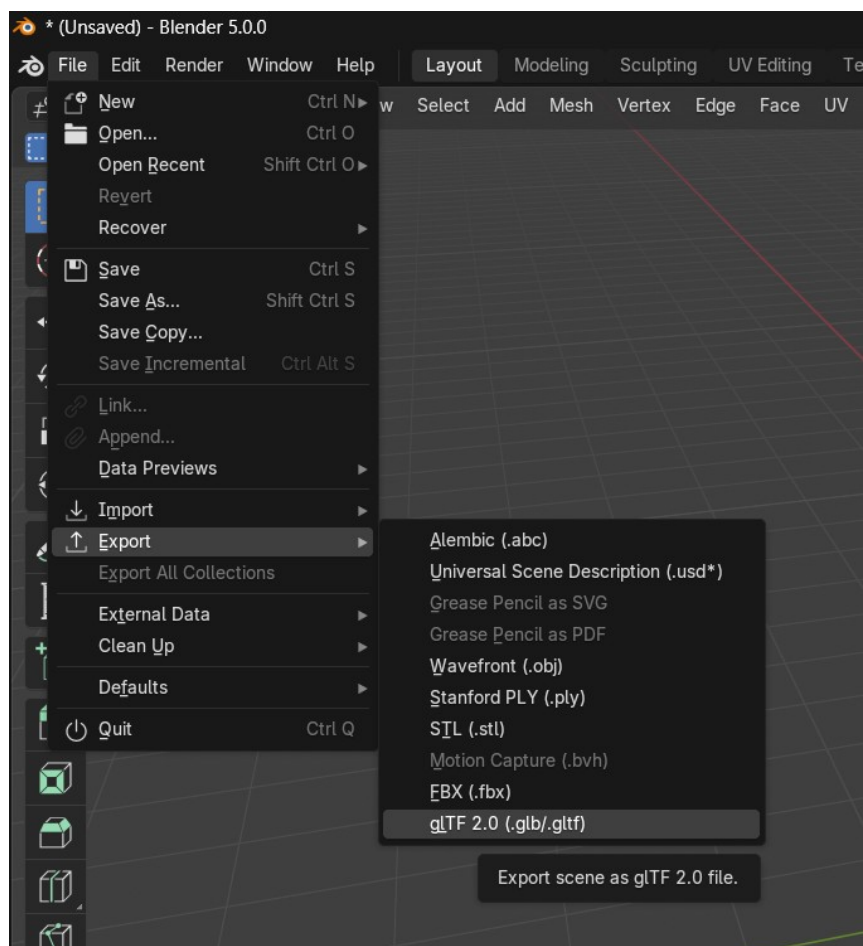 * (Unsaved) - Blender 5.0.0
File Edit Render Window Help Layout Modeling Sculpting UV Editing
Select Add Mesh Vertex Edge Face UV
New Ctrl N
Open... Ctrl O
Open Recent Shift Ctrl O
Revert
Recover
Save Ctrl S
Save As... Shift Ctrl S
Save Copy...
Save Incremental Ctrl Alt S
Link...
Append...
Data Previews
Import
Export
Export All Collections
External Data
Clean Up
Defaults
Quit Ctrl Q
Alembic (.abc)
Universal Scene Description (.usd*)
Grease Pencil as SVG
Grease Pencil as PDF
Wavefront (.obj)
Stanford PLY (.ply)
STL (.stl)
Motion Capture (.bvh)
FBX (.fbx)
glTF 2.0 (.glb/.gltf)
Export scene as glTF 2.0 file.